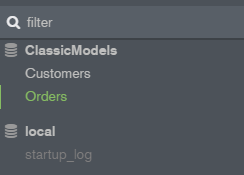 filter
ClassicModels
Customers
Orders
local
startup_log